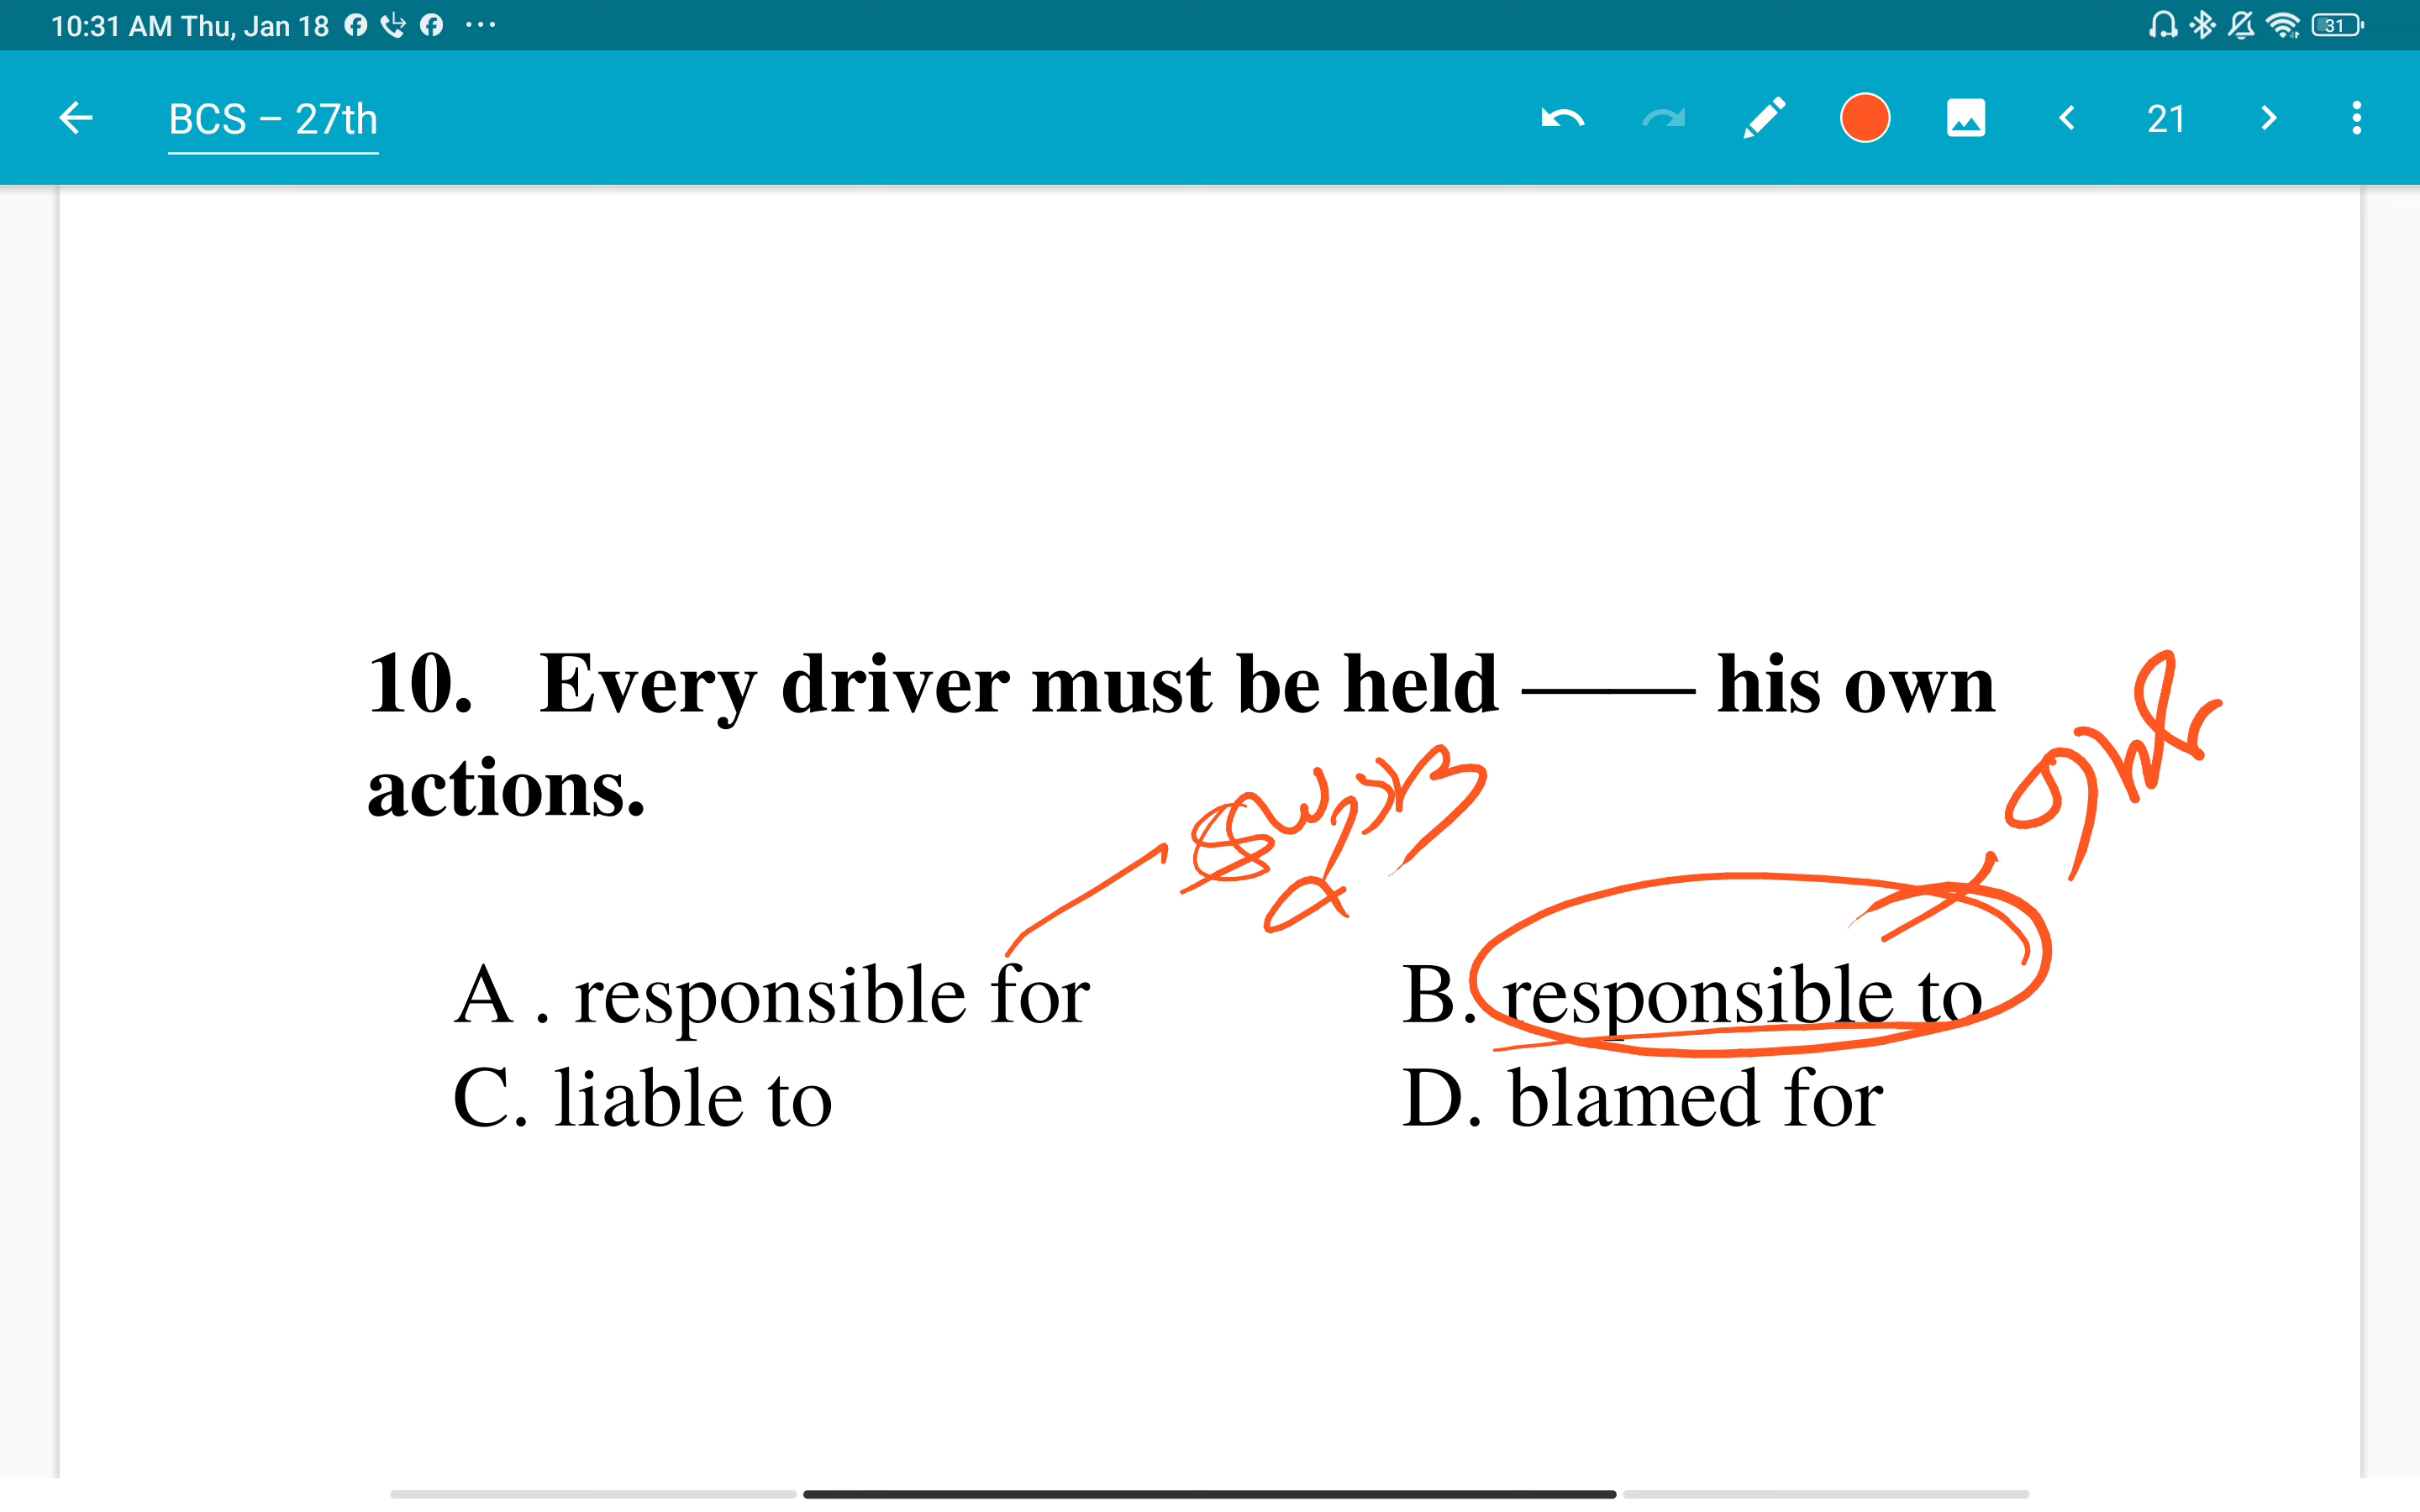 10:31 AM Thu, Jan 18
31
BCS – 27th
21
10. Every driver must be held ——— his own
actions.
A . responsible for
B. responsible to
C. liable to
D. blamed for